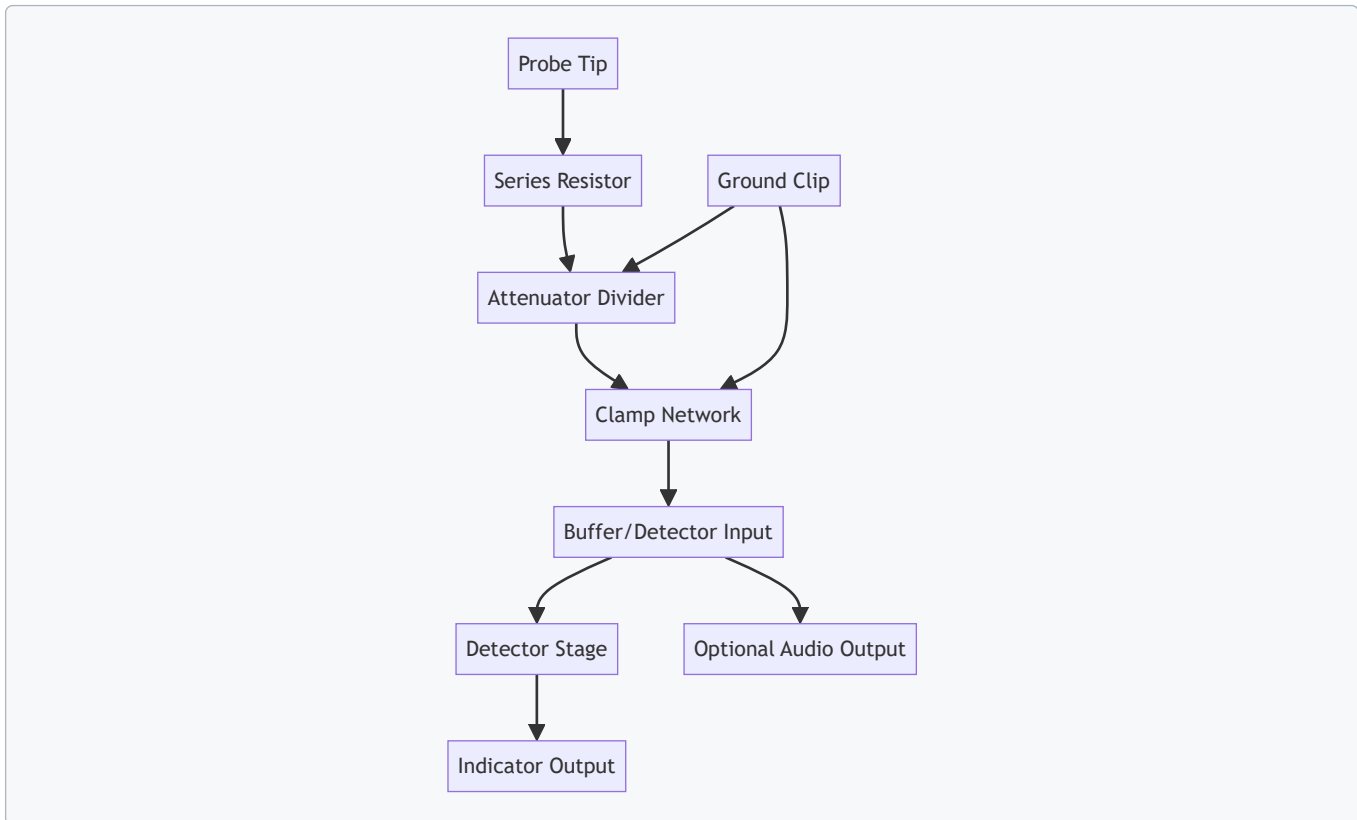 Probe Tip
Series Resistor
Ground Clip
Attenuator Divider
Clamp Network
Buffer/Detector Input
Detector Stage
Optional Audio Output
Indicator Output